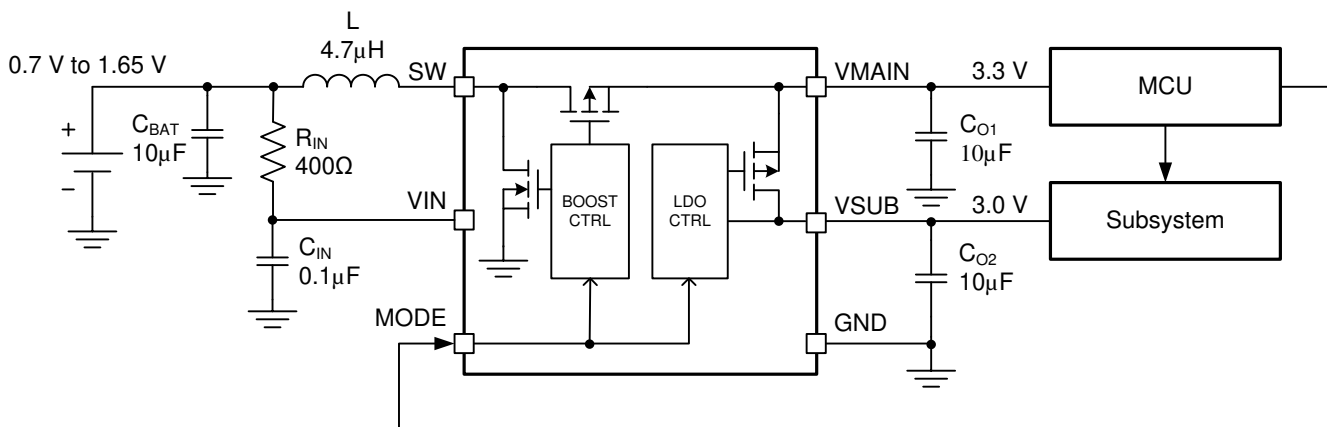 0.7 V to 1.65 V
L
4.7μH
SW
+
−
C_BAT
10μF
R_IN
400Ω
VIN
C_IN
0.1μF
MODE
BOOST
CTRL
LDO
CTRL
VMAIN
3.3 V
C_O1
10μF
VSUB
3.0 V
C_O2
10μF
GND
MCU
Subsystem